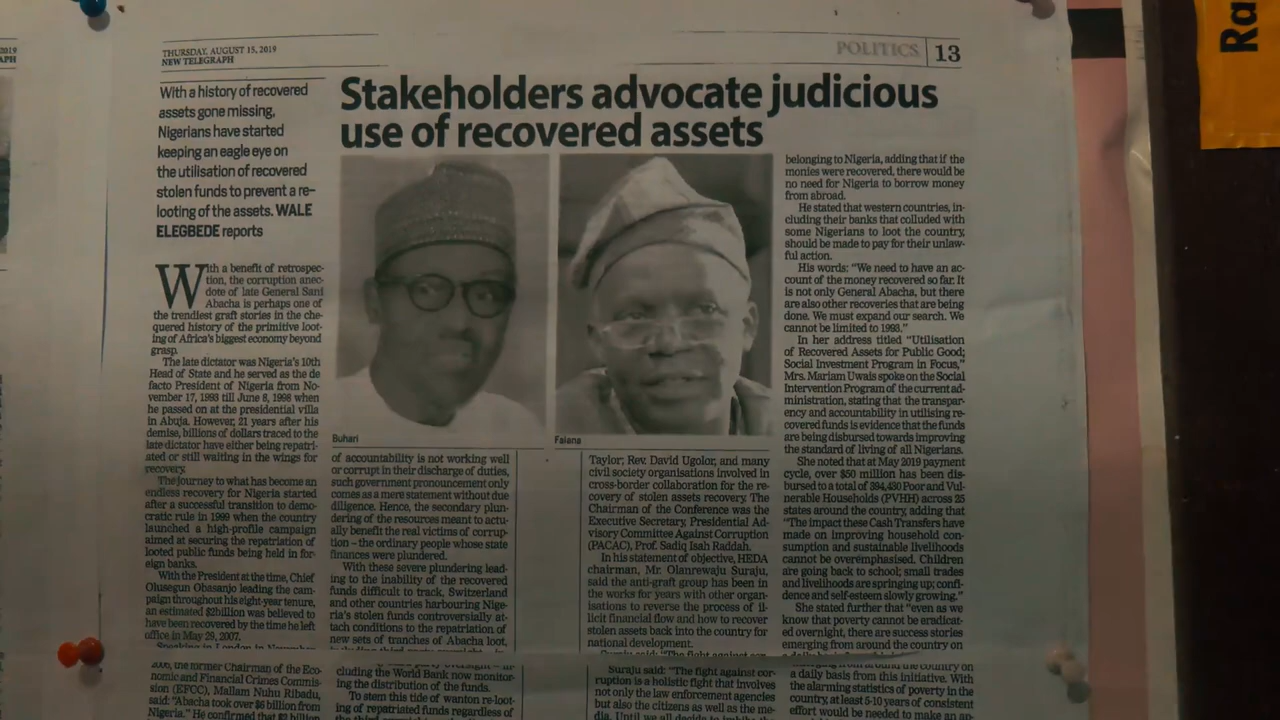 2019
APH
THURSDAY, AUGUST 15, 2019
NEW TELEGRAPH
POLITICS 13
Ra
Stakeholders advocate judicious
use of recovered assets
With a history of recovered
assets gone missing,
Nigerians have started
keeping an eagle eye on
the utilisation of recovered
stolen funds to prevent a re-
looting of the assets. WALE
ELEGBEDE reports
With a benefit of retrospec-
tion, the corruption anec-
dote of late General Sani
Abacha is perhaps one of
the trendiest graft stories in the che-
quered history of the primitive loot-
ing of Africa's biggest economy beyond
grasp.
The late dictator was Nigeria's 10th
Head of State and he served as the de
facto President of Nigeria from No-
vember 17, 1993 till June 8, 1998 when
he passed on at the presidential villa
in Abuja. However, 21 years after his
demise, billions of dollars traced to the
late dictator have either being repatri-
ated or still waiting in the wings for
recovery.
The journey to what has become an
endless recovery for Nigeria started
after a successful transition to demo-
cratic rule in 1999 when the country
launched a high-profile campaign
aimed at securing the repatriation of
looted public funds being held in for-
eign banks.
With the President at the time, Chief
Olusegun Obasanjo leading the cam-
paign throughout his eight-year tenure,
an estimated $2billion was believed to
have been recovered by the time he left
office in May 29, 2007.
Speaking in London in November
2006, the former Chairman of the Eco-
nomic and Financial Crimes Commis-
sion (EFCC), Mallam Nuhu Ribadu,
said: "Abacha took over $6 billion from
Nigeria." He confirmed that $2 billion
Buhari
Falana
of accountability is not working well
or corrupt in their discharge of duties,
such government pronouncement only
comes as a mere statement without due
diligence. Hence, the secondary plun-
dering of the resources meant to actu-
ally benefit the real victims of corrup-
tion – the ordinary people whose state
finances were plundered.
With these severe plundering lead-
ing to the inability of the recovered
funds difficult to track, Switzerland
and other countries harbouring Nige-
ria's stolen funds controversially at-
tach conditions to the repatriation of
new sets of tranches of Abacha loot,
including third party oversight – in-
cluding the World Bank now monitor-
ing the distribution of the funds.
To stem this tide of wanton re-loot-
ing of repatriated funds regardless of
Taylor; Rev. David Ugolor, and many
civil society organisations involved in
cross-border collaboration for the re-
covery of stolen assets recovery. The
Chairman of the Conference was the
Executive Secretary, Presidential Ad-
visory Committee Against Corruption
(PACAC), Prof. Sadiq Isah Raddah.
In his statement of objective, HEDA
chairman, Mr. Olanrewaju Suraju,
said the anti-graft group has been in
the works for years with other organ-
isations to reverse the process of il-
licit financial flow and how to recover
stolen assets back into the country for
national development.
Suraju said: "The fight against cor-
ruption is a holistic fight that involves
not only the law enforcement agencies
but also the citizens as well as the me-
dia. Until we all decide to
belonging to Nigeria, adding that if the
monies were recovered, there would be
no need for Nigeria to borrow money
from abroad.
He stated that western countries, in-
cluding their banks that colluded with
some Nigerians to loot the country,
should be made to pay for their unlaw-
ful action.
His words: "We need to have an ac-
count of the money recovered so far. It
is not only General Abacha, but there
are also other recoveries that are being
done. We must expand our search. We
cannot be limited to 1993."
In her address titled "Utilisation
of Recovered Assets for Public Good;
Social Investment Program in Focus,"
Mrs. Mariam Uwais spoke on the Social
Intervention Program of the current ad-
ministration, stating that the transpar-
ency and accountability in utilising re-
covered funds is evidence that the funds
are being disbursed towards improving
the standard of living of all Nigerians.
She noted that at May 2019 payment
cycle, over $50 million has been dis-
bursed to a total of 394,430 Poor and Vul-
nerable Households (PVHH) across 25
states around the country, adding that
"The impact these Cash Transfers have
made on improving household con-
sumption and sustainable livelihoods
cannot be overemphasised. Children
are going back to school; small trades
and livelihoods are springing up; confi-
dence and self-esteem slowly growing."
She stated further that "even as we
know that poverty cannot be eradicat-
ed overnight, there are success stories
emerging from around the country on
a daily basis from this initiative. With
the alarming statistics of poverty in the
country, at least 5-10 years of consistent
effort would be needed to make an ap-